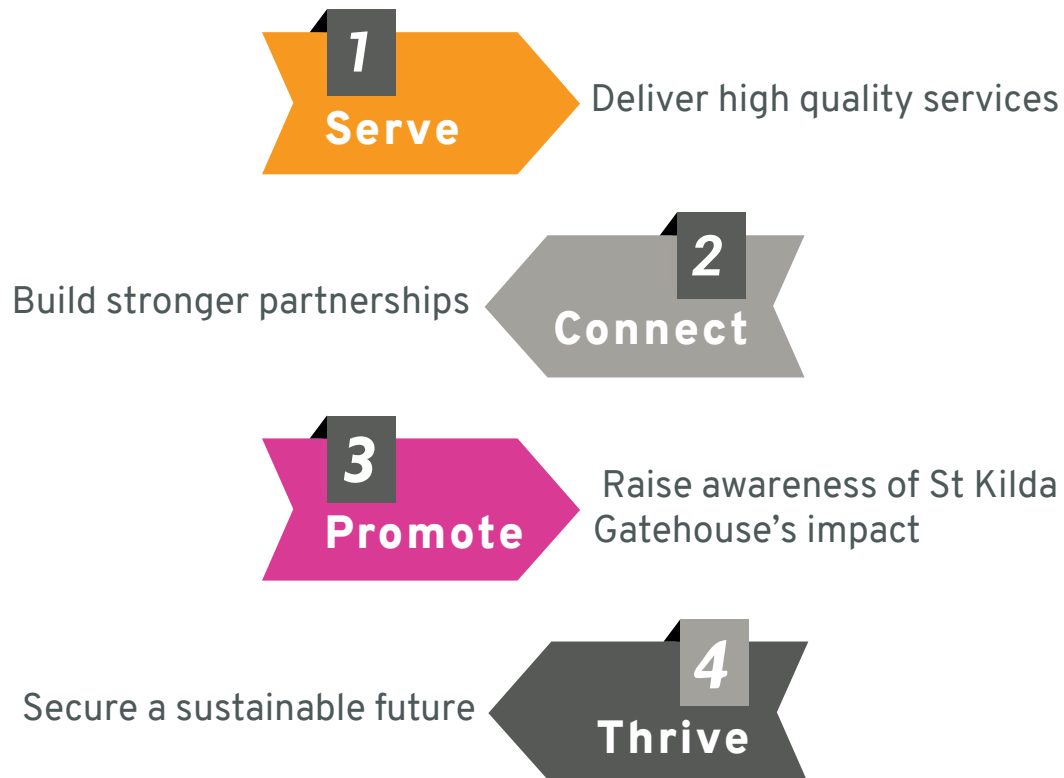 1
Serve
Deliver high quality services
2
Connect
Build stronger partnerships
3
Promote
Raise awareness of St Kilda
Gatehouse’s impact
4
Thrive
Secure a sustainable future